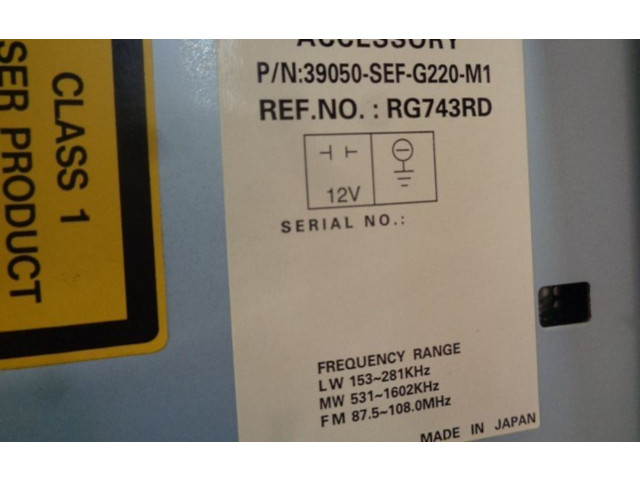 ACCESSORY
P/N:39050-SEF-G220-M1
REF.NO. : RG743RD
12V
SERIAL NO.:
FREQUENCY RANGE
LW 153~281KHz
MW 531~1602KHz
FM 87.5~108.0MHz
MADE IN JAPAN
CLASS 1
SER PRODUCT